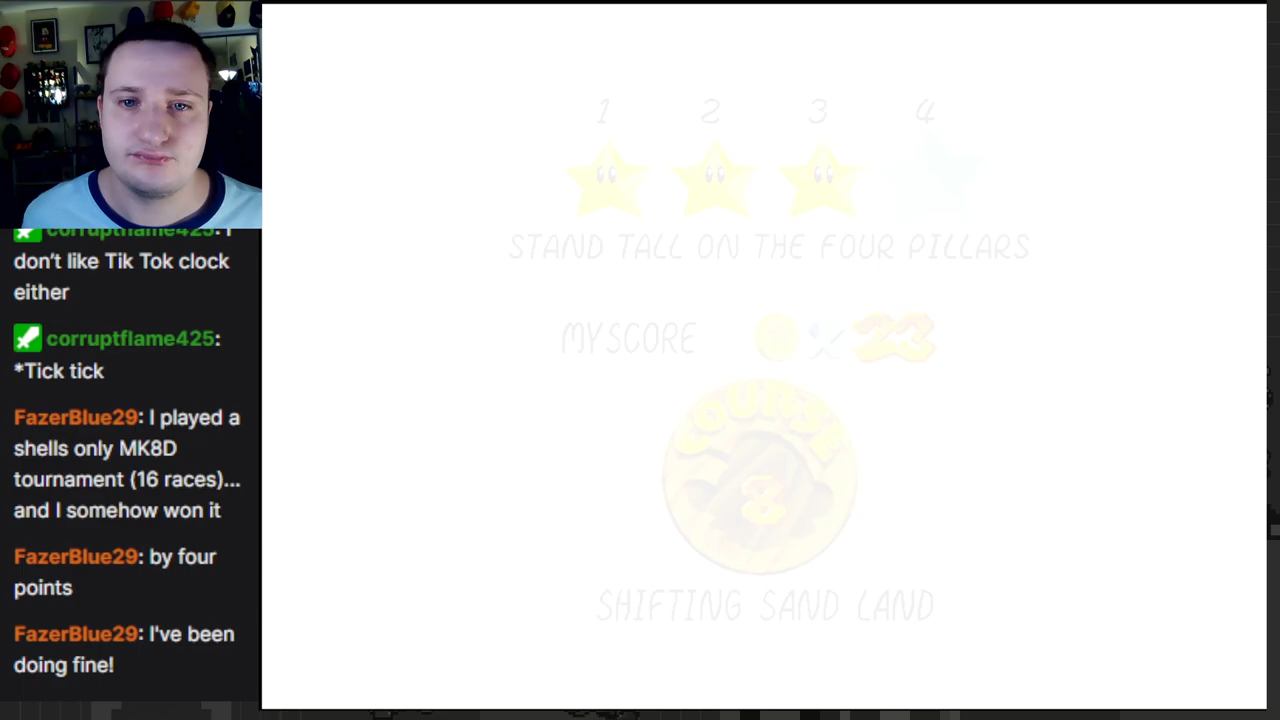 corruptflame425: I
don't like Tik Tok clock
either
corruptflame425:
*Tick tick
FazerBlue29: I played a
shells only MK8D
tournament (16 races)...
and I somehow won it
FazerBlue29: by four
points
FazerBlue29: I've been
doing fine!
1 2 3 4
STAND TALL ON THE FOUR PILLARS
MY SCORE × 23
COURSE
3
SHIFTING SAND LAND